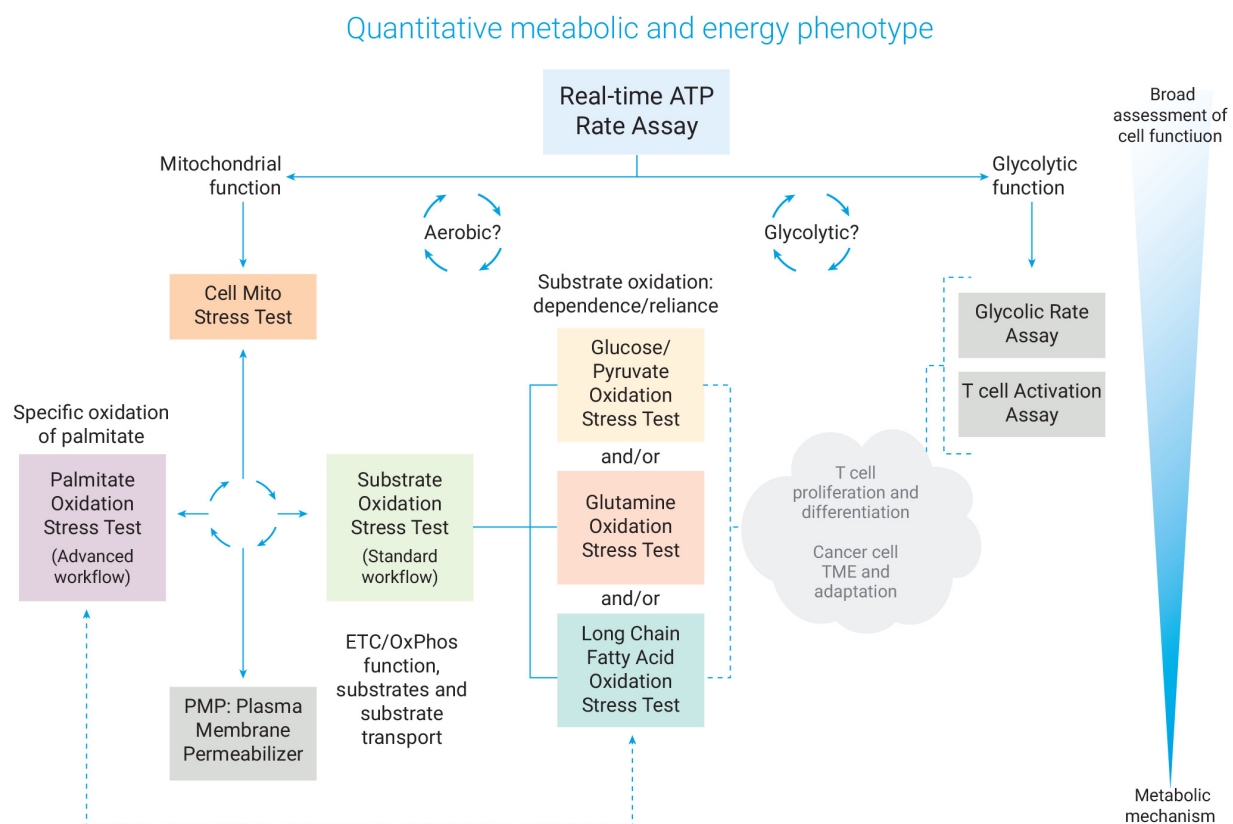 Quantitative metabolic and energy phenotype
Real-time ATP
Rate Assay
Broad
assessment of
cell functiuon
Mitochondrial
function
Glycolytic
function
Aerobic?
Glycolytic?
Cell Mito
Stress Test
Substrate oxidation:
dependence/reliance
Glycolic Rate
Assay
T cell Activation
Assay
Glucose/
Pyruvate
Oxidation
Stress Test
and/or
Glutamine
Oxidation
Stress Test
and/or
Long Chain
Fatty Acid
Oxidation
Stress Test
Specific oxidation
of palmitate
Palmitate
Oxidation
Stress Test
(Advanced
workflow)
Substrate
Oxidation
Stress Test
(Standard
workflow)
T cell
proliferation and
differentiation
Cancer cell
TME and
adaptation
ETC/OxPhos
function,
substrates and
substrate
transport
PMP: Plasma
Membrane
Permeabilizer
Metabolic
mechanism